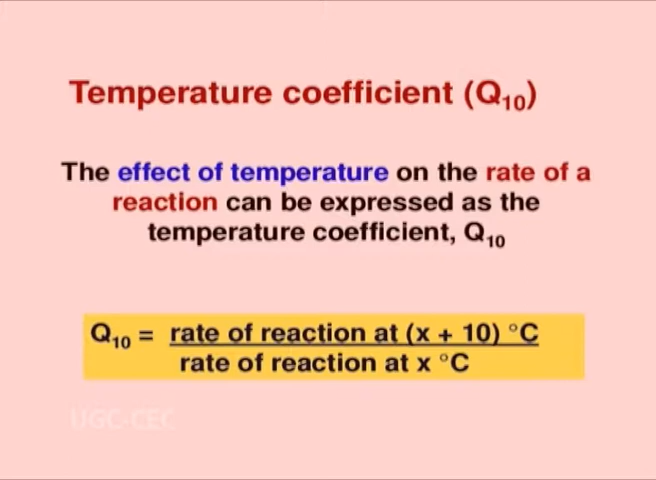 Temperature coefficient (Q₁₀)
The effect of temperature on the rate of a
reaction can be expressed as the
temperature coefficient, Q₁₀
Q₁₀ = rate of reaction at (x + 10) °C
rate of reaction at x °C
UGC-CEC